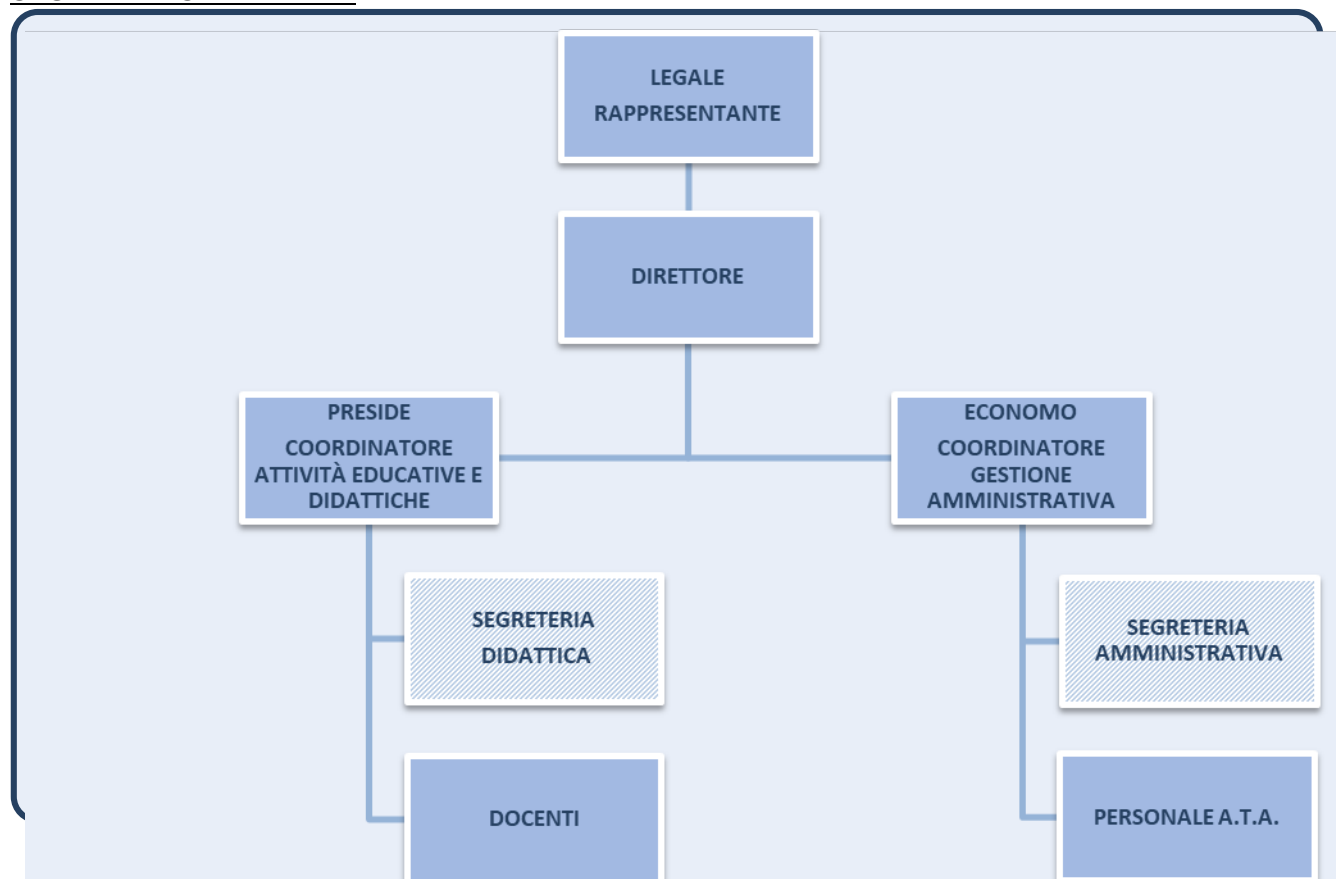 LEGALE
RAPPRESENTANTE
DIRETTORE
PRESIDE
COORDINATORE
ATTIVITÀ EDUCATIVE E
DIDATTICHE
ECONOMO
COORDINATORE
GESTIONE
AMMINISTRATIVA
SEGRETERIA
DIDATTICA
SEGRETERIA
AMMINISTRATIVA
DOCENTI
PERSONALE A.T.A.